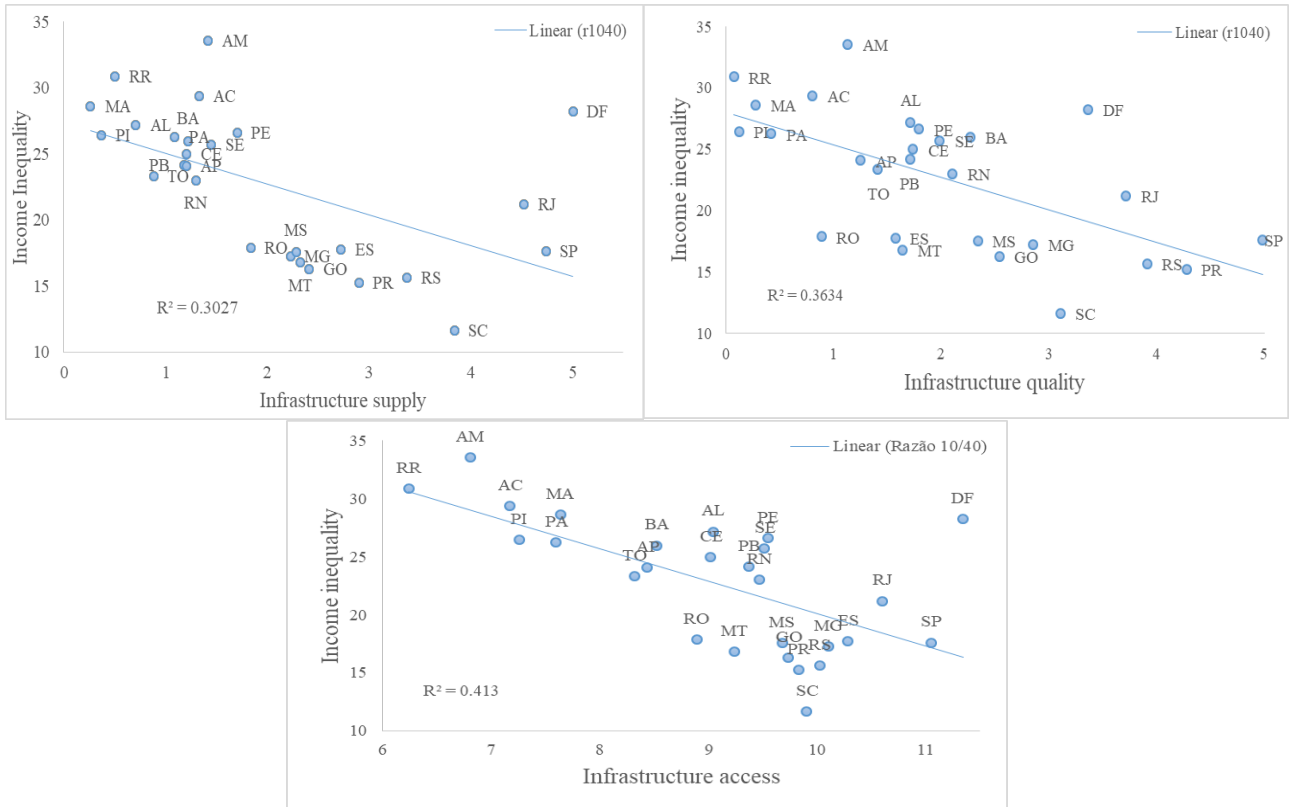 35
30
25
20
15
10
Income Inequality
Linear (r1040)
AM
RR
AC
MA
DF
BA
AL
PE
PI
PA
SE
CE
PB
AP
TO
RN
RJ
MS
RO
ES
SP
MG
GO
MT
PR
RS
SC
R² = 0.3027
0
1
2
3
4
5
Infrastructure supply
35
30
25
20
15
10
Income inequality
Linear (r1040)
AM
RR
AC
MA
AL
DF
PE
PI
PA
SE
BA
CE
AP
PB
TO
RN
RJ
RO
ES
MS
MG
SP
MT
GO
RS
PR
SC
R² = 0.3634
0
1
2
3
4
5
Infrastructure quality
35
30
25
20
15
10
Income inequality
Linear (Razão 10/40)
AM
RR
AC
MA
DF
PI
PA
BA
AL
PE
SE
CE
PB
AP
TO
RN
RJ
RO
MT
MS
MG
ES
SP
GO
RS
PR
SC
R² = 0.413
6
7
8
9
10
11
Infrastructure access